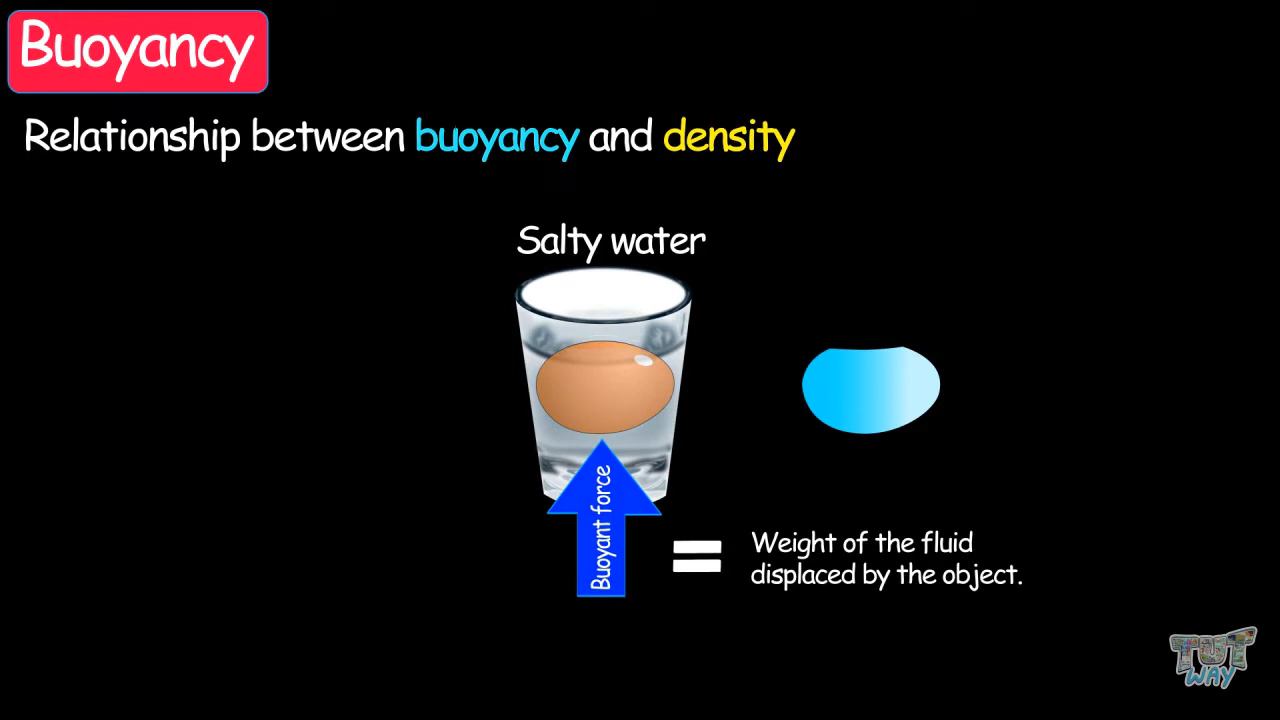 Buoyancy
Relationship between buoyancy and density
Salty water
Buoyant force
=
Weight of the fluid
displaced by the object.
TUT
WAY